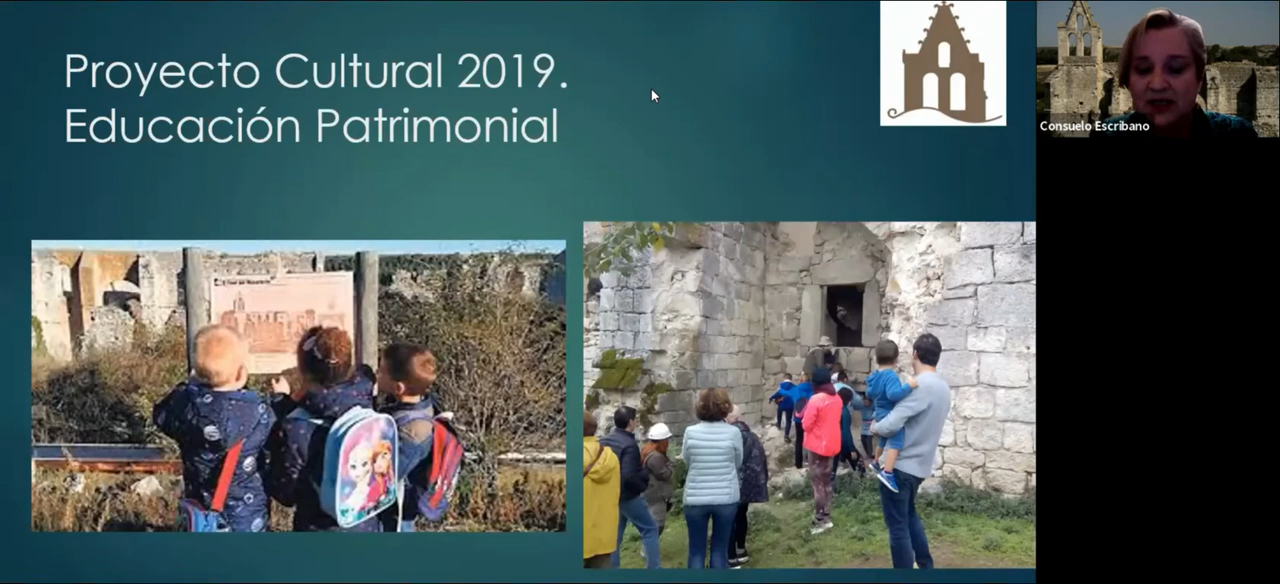 Proyecto Cultural 2019.
Educación Patrimonial
Consuelo Escribano